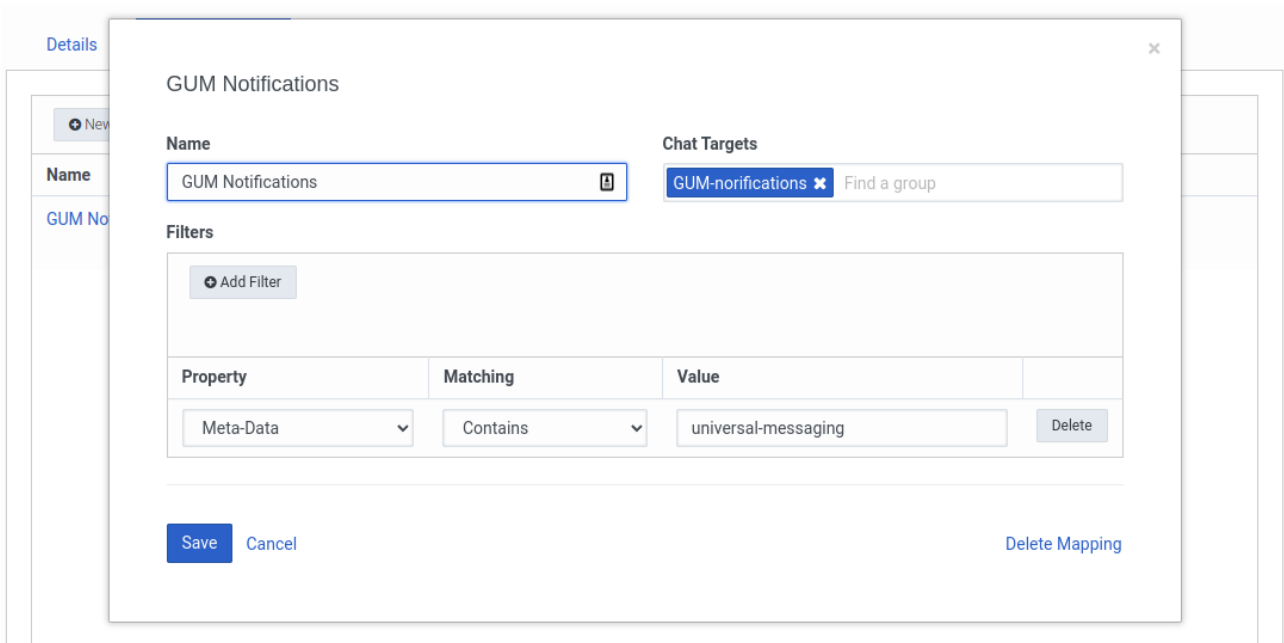 Details
×
GUM Notifications
New
Name
Chat Targets
Name
GUM Notifications
GUM-norifications ✖ Find a group
GUM No
Filters
Add Filter
Property Matching Value
Meta-Data Contains universal-messaging Delete
Save Cancel Delete Mapping